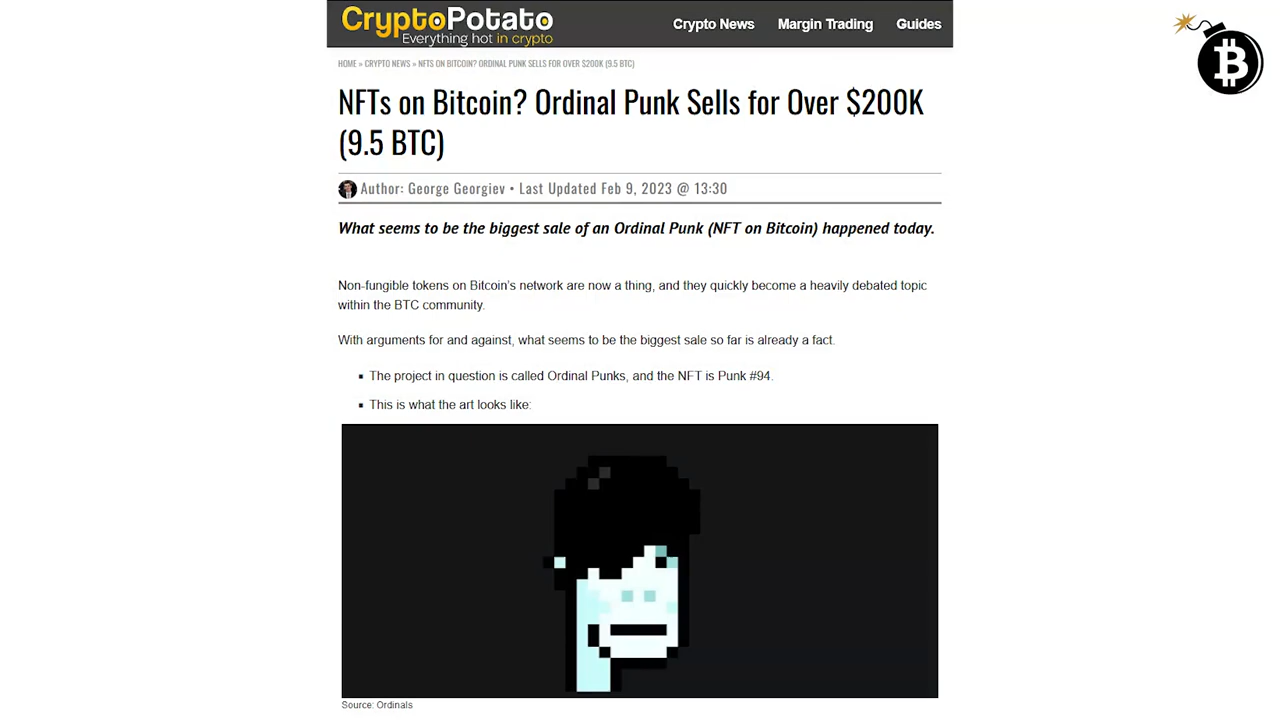 CryptoPotato
Everything hot in crypto
Crypto News
Margin Trading
Guides
HOME » CRYPTO NEWS » NFTS ON BITCOIN? ORDINAL PUNK SELLS FOR OVER $200K (9.5 BTC)
NFTs on Bitcoin? Ordinal Punk Sells for Over $200K
(9.5 BTC)
Author: George Georgiev • Last Updated Feb 9, 2023 @ 13:30
What seems to be the biggest sale of an Ordinal Punk (NFT on Bitcoin) happened today.
Non-fungible tokens on Bitcoin's network are now a thing, and they quickly become a heavily debated topic
within the BTC community.
With arguments for and against, what seems to be the biggest sale so far is already a fact.
▪ The project in question is called Ordinal Punks, and the NFT is Punk #94.
▪ This is what the art looks like:
Source: Ordinals